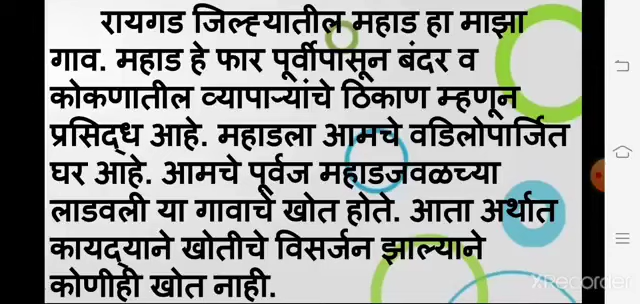 रायगड जिल्ह्यातील महाड हा माझा
गाव. महाड हे फार पूर्वीपासून बंदर व
कोकणातील व्यापाऱ्यांचे ठिकाण म्हणून
प्रसिद्ध आहे. महाडला आमचे वडिलोपार्जित
घर आहे. आमचे पूर्वज महाडजवळच्या
लाडवली या गावाचे खोत होते. आता अर्थात
कायद्याने खोतीचे विसर्जन झाल्याने
कोणीही खोत नाही.
XRecorder